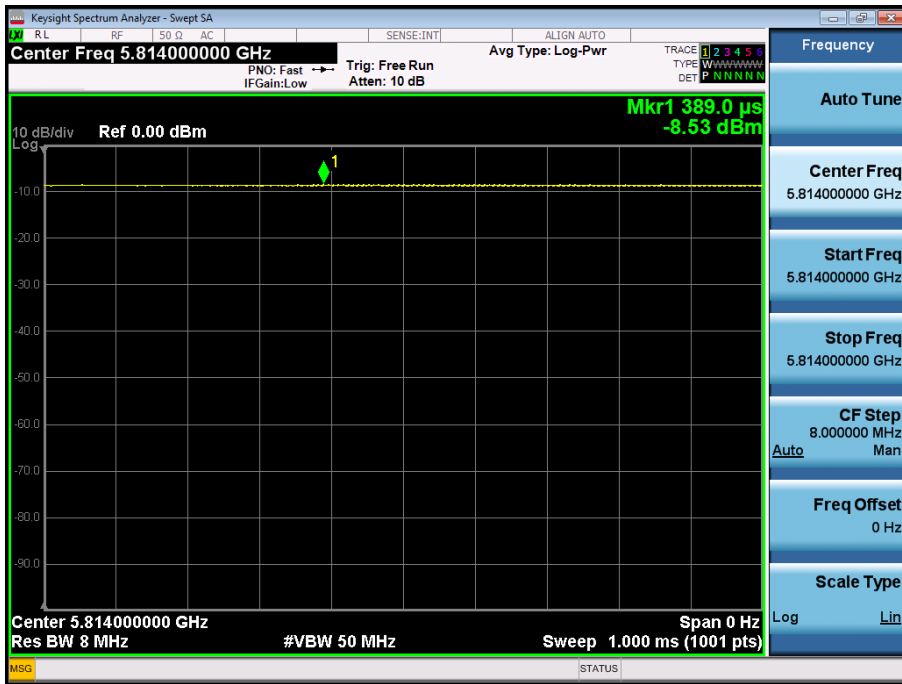 Keysight Spectrum Analyzer - Swept SA
LXI RL RF 50 Ω AC SENSE:INT ALIGN AUTO
Center Freq 5.814000000 GHz
PNO: Fast
IFGain:Low
Trig: Free Run
Atten: 10 dB
Avg Type: Log-Pwr
TRACE 1 2 3 4 5 6
TYPE WWWWWW
DET P N N N N N
Mkr1 389.0 µs
-8.53 dBm
10 dB/div Ref 0.00 dBm
Log
1
-10.0
-20.0
-30.0
-40.0
-50.0
-60.0
-70.0
-80.0
-90.0
Center 5.814000000 GHz Span 0 Hz
Res BW 8 MHz #VBW 50 MHz Sweep 1.000 ms (1001 pts)
MSG STATUS
Frequency
Auto Tune
Center Freq
5.814000000 GHz
Start Freq
5.814000000 GHz
Stop Freq
5.814000000 GHz
CF Step
8.000000 MHz
Auto Man
Freq Offset
0 Hz
Scale Type
Log Lin